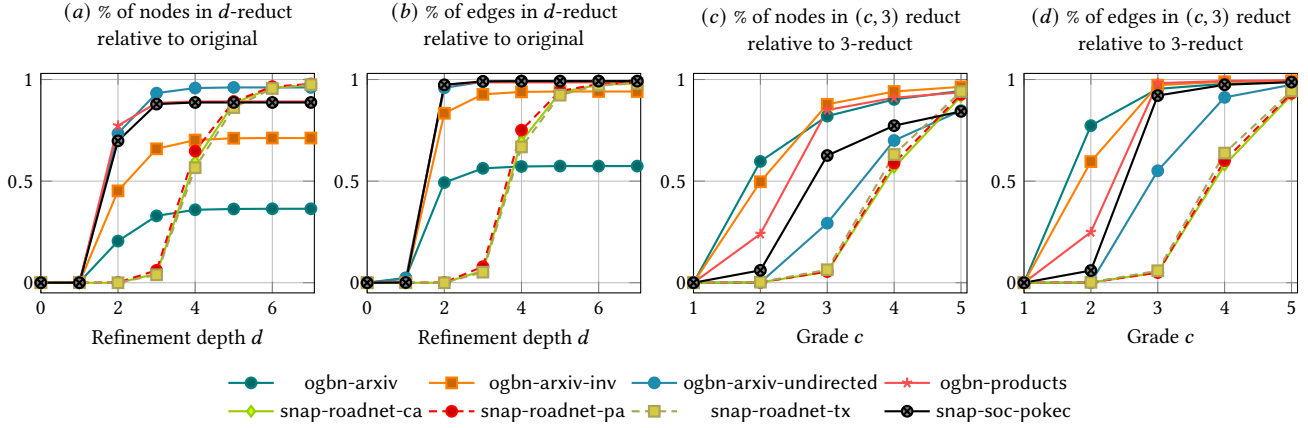 (a) % of nodes in d-reduct
relative to original
(b) % of edges in d-reduct
relative to original
(c) % of nodes in (c, 3) reduct
relative to 3-reduct
(d) % of edges in (c, 3) reduct
relative to 3-reduct
1
0.5
0
0 2 4 6
Refinement depth d
1
0.5
0
0 2 4 6
Refinement depth d
1
0.5
0
1 2 3 4 5
Grade c
1
0.5
0
1 2 3 4 5
Grade c
ogbn-arxiv ogbn-arxiv-inv ogbn-arxiv-undirected ogbn-products
snap-roadnet-ca snap-roadnet-pa snap-roadnet-tx snap-soc-pokec